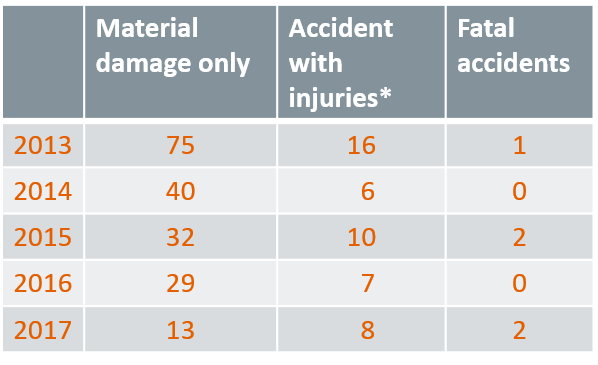 Material damage only Accident with injuries* Fatal accidents
2013 75 16 1
2014 40 6 0
2015 32 10 2
2016 29 7 0
2017 13 8 2